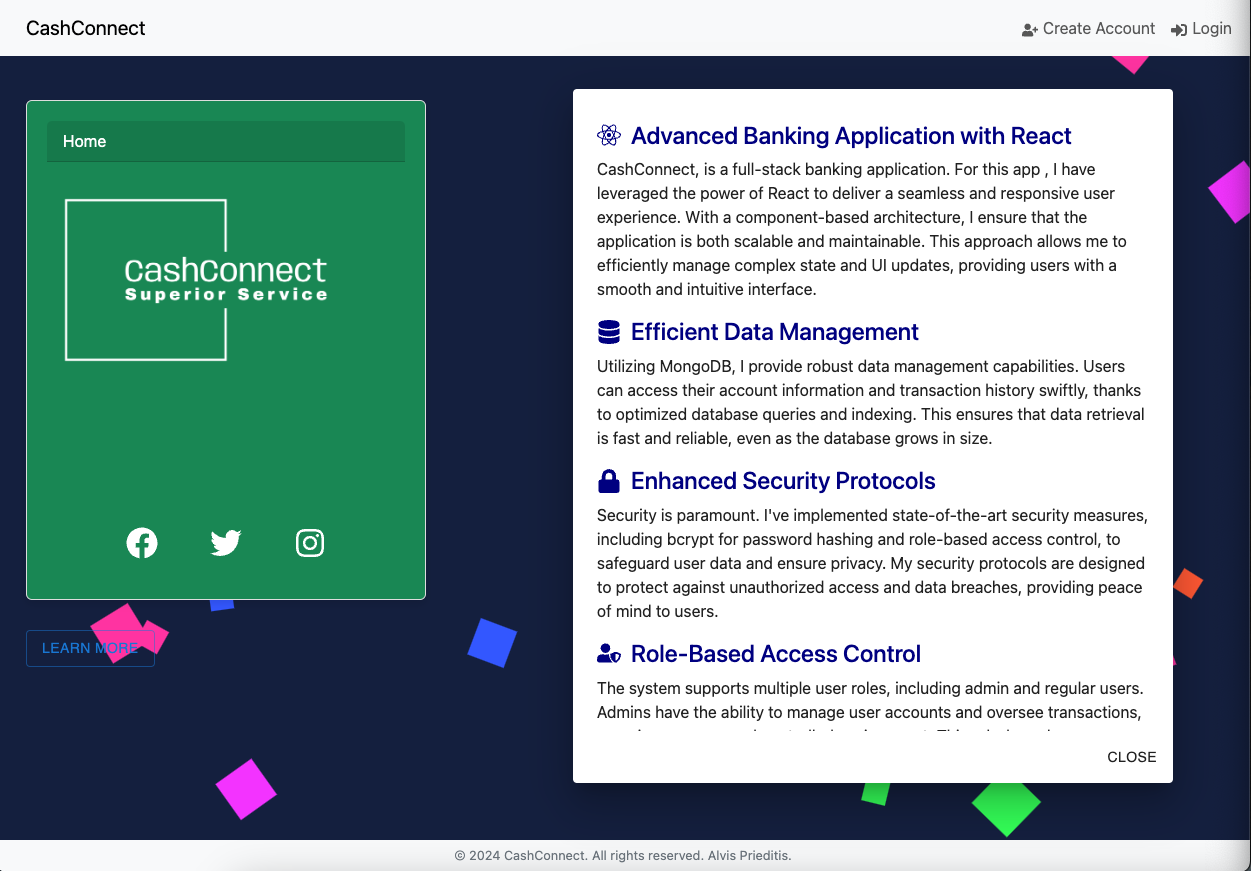 CashConnect
Create Account
Login
Home
CashConnect
Superior Service
LEARN MORE
Advanced Banking Application with React
CashConnect, is a full-stack banking application. For this app , I have
leveraged the power of React to deliver a seamless and responsive user
experience. With a component-based architecture, I ensure that the
application is both scalable and maintainable. This approach allows me to
efficiently manage complex state and UI updates, providing users with a
smooth and intuitive interface.
Efficient Data Management
Utilizing MongoDB, I provide robust data management capabilities. Users
can access their account information and transaction history swiftly, thanks
to optimized database queries and indexing. This ensures that data retrieval
is fast and reliable, even as the database grows in size.
Enhanced Security Protocols
Security is paramount. I've implemented state-of-the-art security measures,
including bcrypt for password hashing and role-based access control, to
safeguard user data and ensure privacy. My security protocols are designed
to protect against unauthorized access and data breaches, providing peace
of mind to users.
Role-Based Access Control
The system supports multiple user roles, including admin and regular users.
Admins have the ability to manage user accounts and oversee transactions,
CLOSE
© 2024 CashConnect. All rights reserved. Alvis Prieditis.